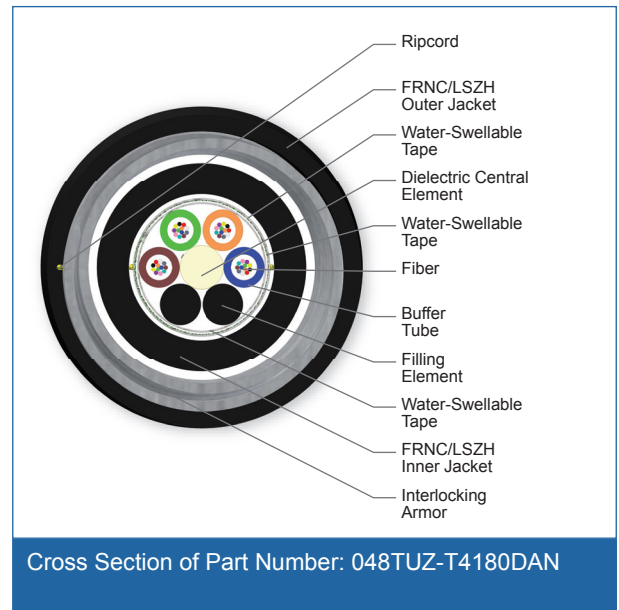 Ripcord
FRNC/LSZH
Outer Jacket
Water-Swellable
Tape
Dielectric Central
Element
Water-Swellable
Tape
Fiber
Buffer
Tube
Filling
Element
Water-Swellable
Tape
FRNC/LSZH
Inner Jacket
Interlocking
Armor
Cross Section of Part Number: 048TUZ-T4180DAN